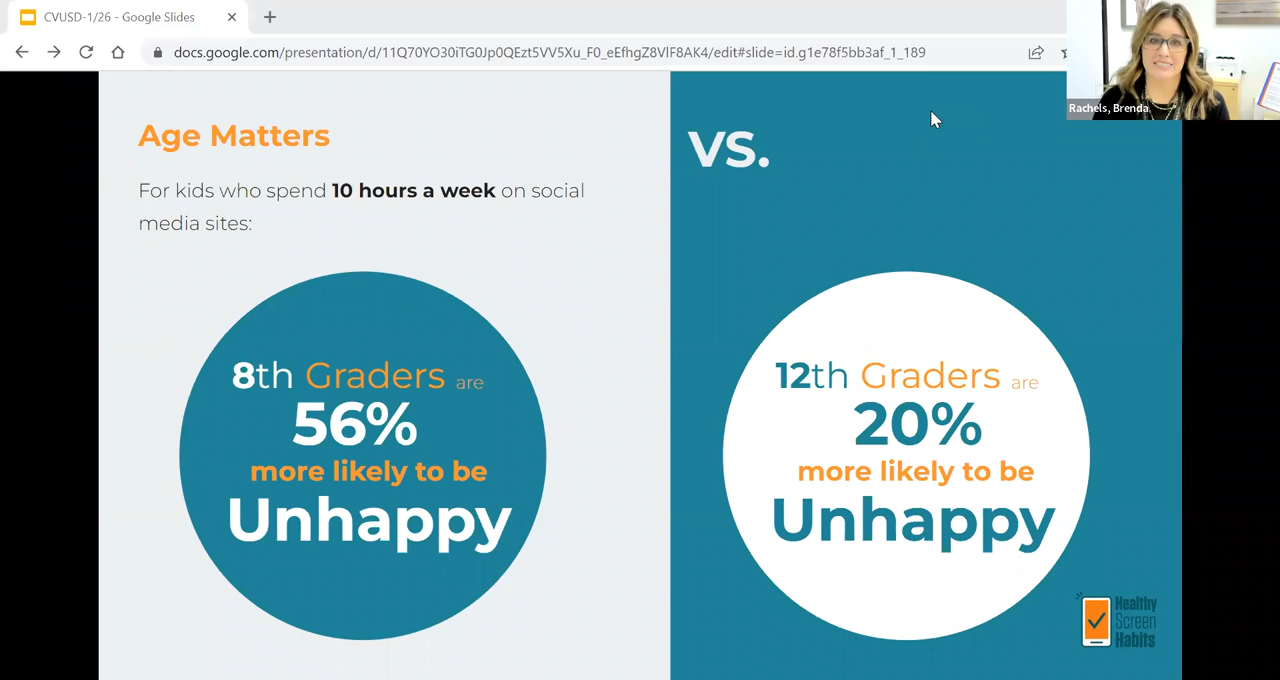 CVUSD-1/26 - Google Slides
docs.google.com/presentation/d/11Q70YO30iTG0Jp0QEzt5VV5Xu_F0_eEfhgZ8VlF8AK4/edit#slide=id.g1e78f5bb3af_1_189
Rachels, Brenda
Age Matters
For kids who spend 10 hours a week on social
media sites:
8th Graders are
56%
more likely to be
Unhappy
VS.
12th Graders are
20%
more likely to be
Unhappy
Healthy
Screen
Habits